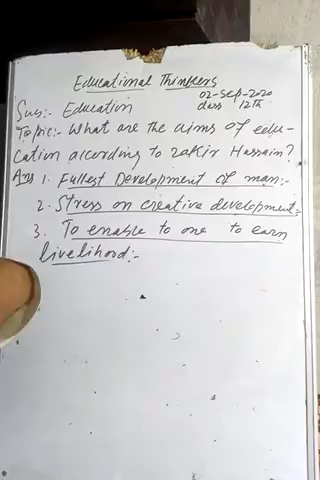 Educational Thinkers
02-Sep-2020
Sub:- Education class 12th
Topic:- What are the aims of edu-
cation according to Zakir Hassain?
Ans 1. Fullest Development of man:-
2. Stress on creative development:-
3. To enable to one to earn
livelihood:-